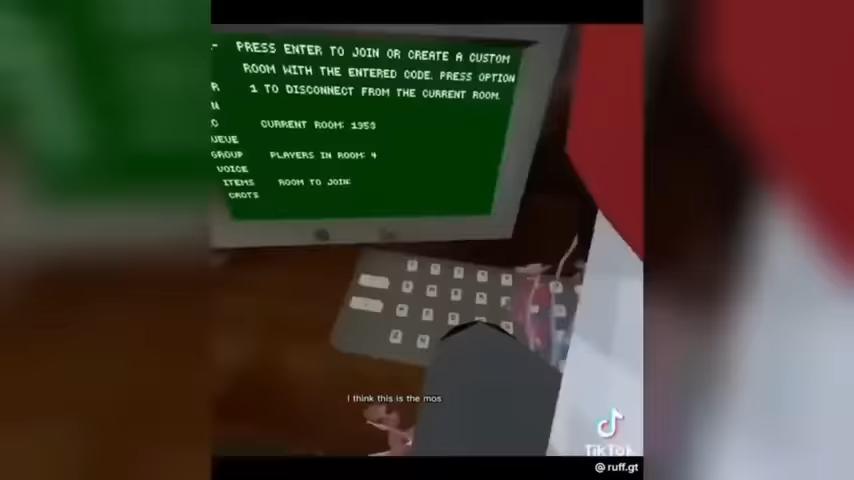 PRESS ENTER TO JOIN OR CREATE A CUSTOM
ROOM WITH THE ENTERED CODE. PRESS OPTION
1 TO DISCONNECT FROM THE CURRENT ROOM.
CURRENT ROOM: 1953
UEUE
GROUP PLAYERS IN ROOM: 4
VOICE
ITEMS ROOM TO JOIN:
I think this is the mos
TikTok
@ruff.gt